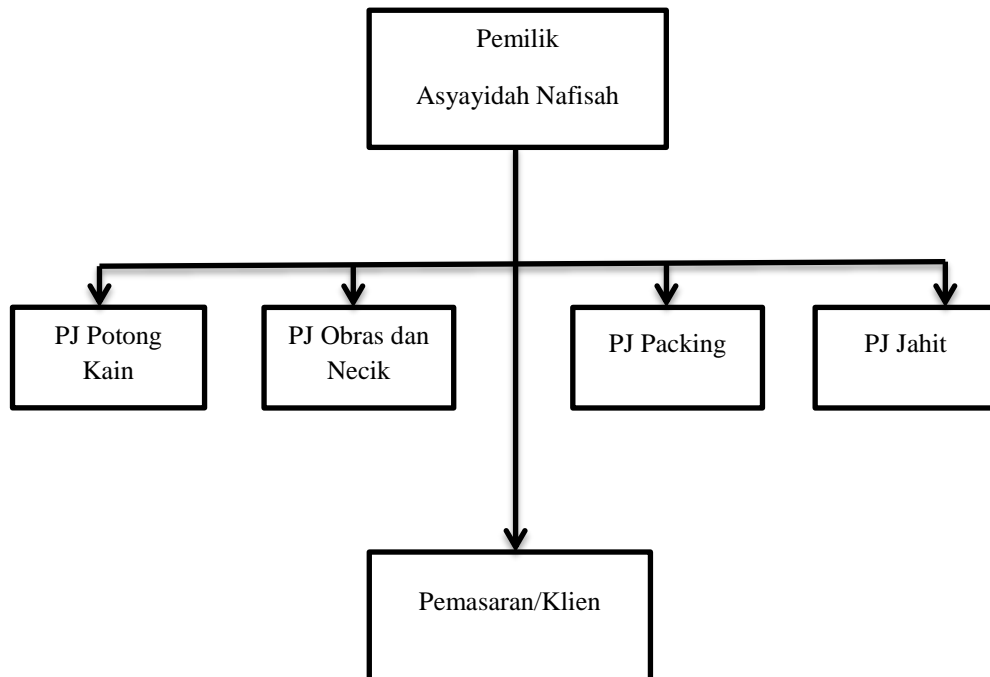 Pemilik
Asyayidah Nafisah
PJ Potong
Kain
PJ Obras dan
Necik
PJ Packing
PJ Jahit
Pemasaran/Klien